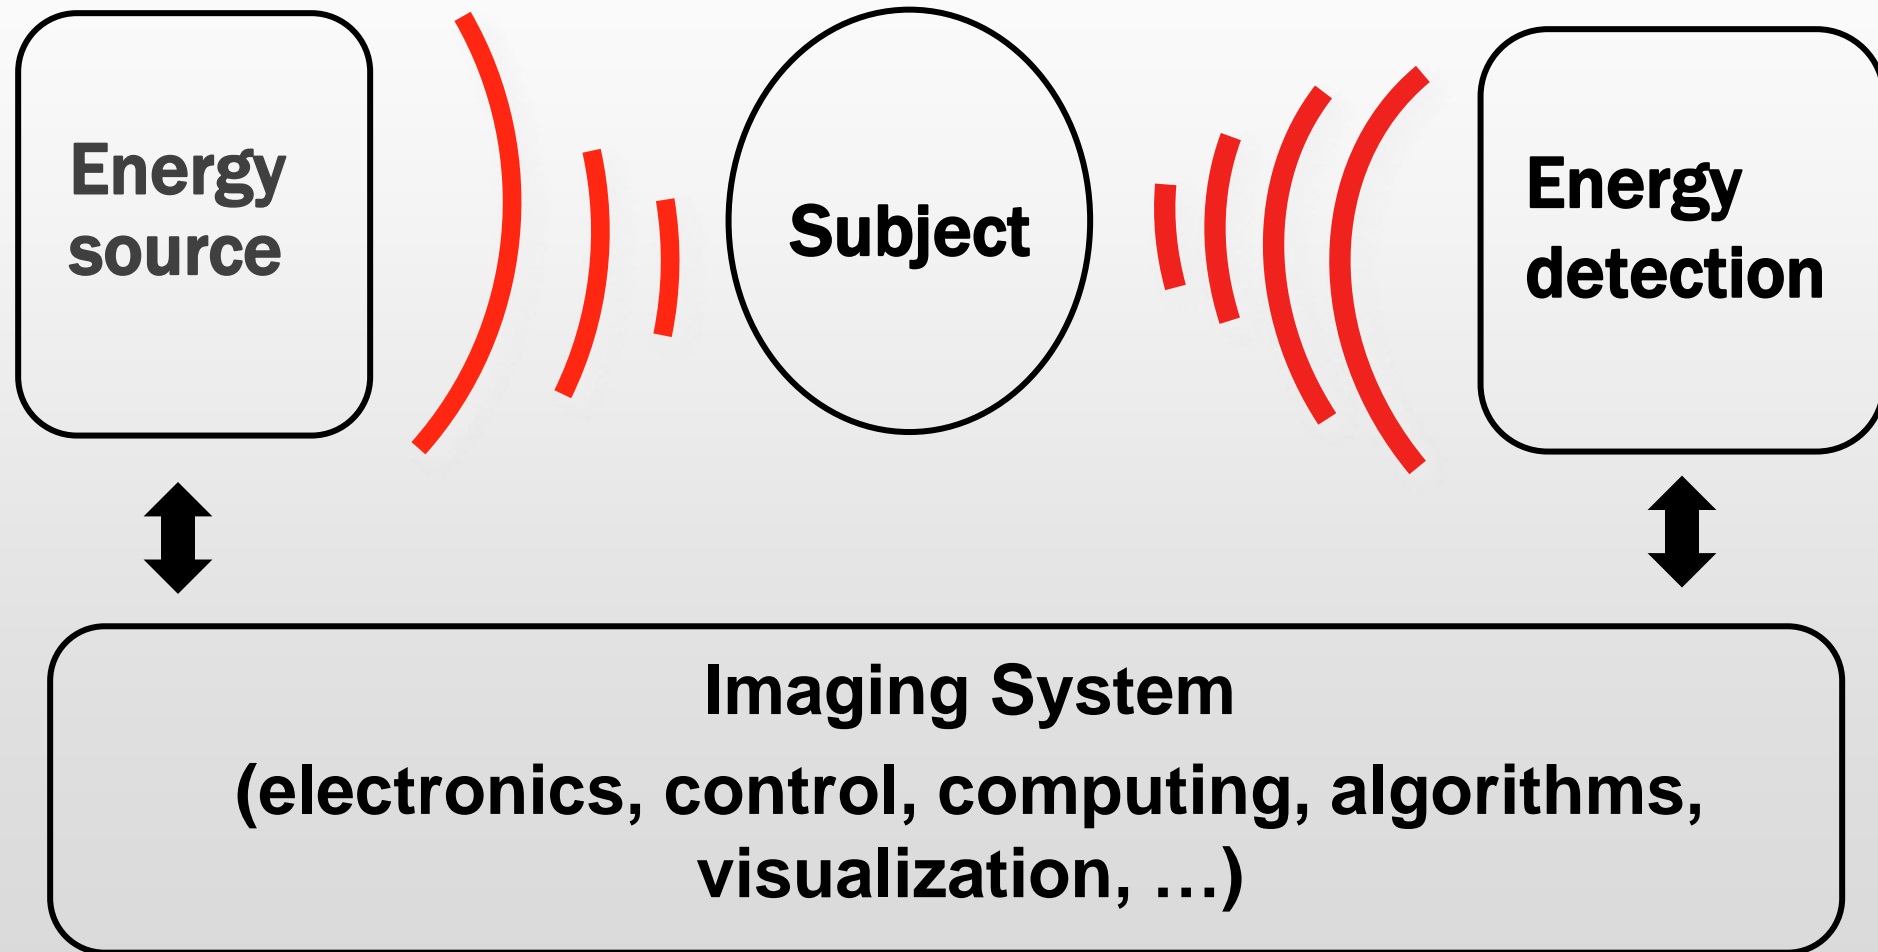 Energy
source
Subject
Energy
detection
Imaging System
(electronics, control, computing, algorithms,
visualization, …)